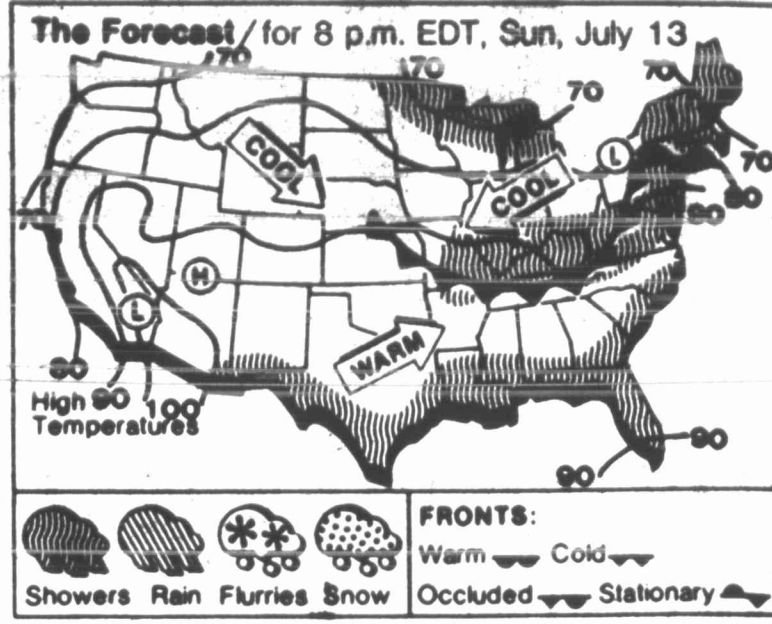 The Forecast for 8 p.m. EDT, Sun, July 13
70
70
70
70
COOL
COOL
L
70
80
80
70
H
L
WARM
80
High 90 100
Temperatures
90
90
Showers Rain Flurries Snow
FRONTS:
Warm Cold
Occluded Stationary